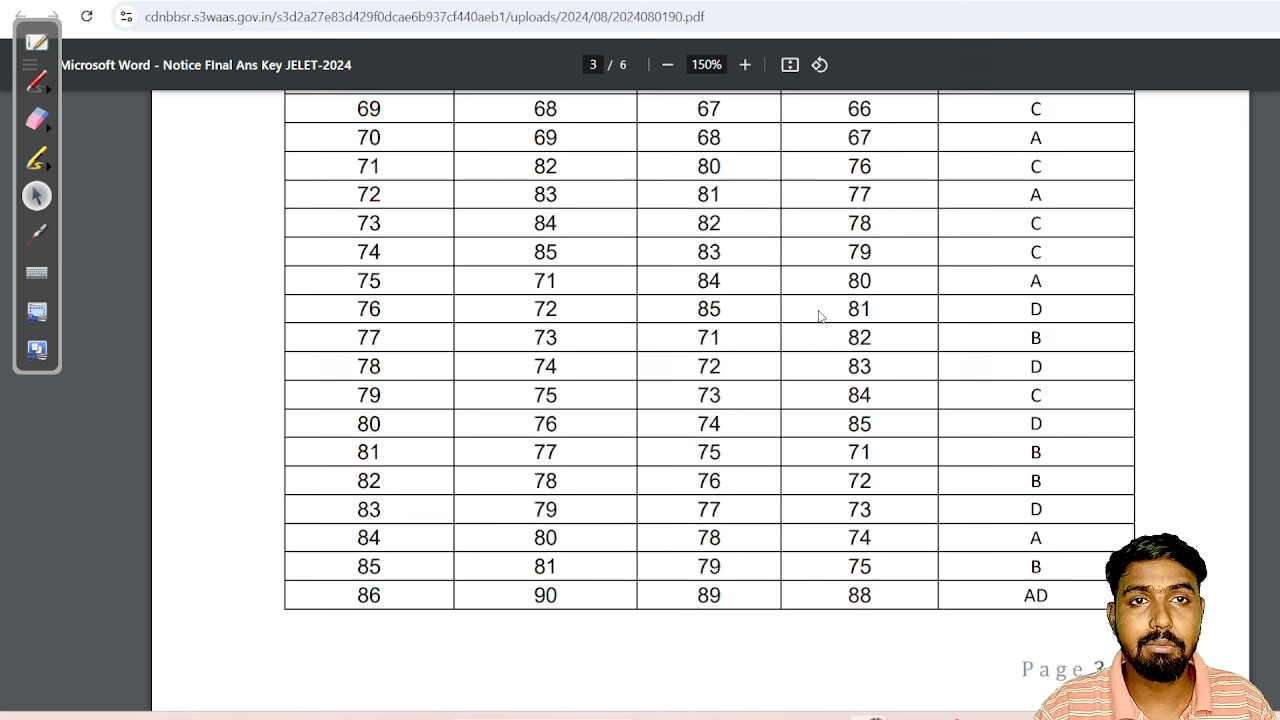 cdnbbsr.s3waas.gov.in/s3d2a27e83d429f0dcae6b937cf440aeb1/uploads/2024/08/2024080190.pdf
Microsoft Word - Notice FInal Ans Key JELET-2024 3 / 6 150%
69 68 67 66 C
70 69 68 67 A
71 82 80 76 C
72 83 81 77 A
73 84 82 78 C
74 85 83 79 C
75 71 84 80 A
76 72 85 81 D
77 73 71 82 B
78 74 72 83 D
79 75 73 84 C
80 76 74 85 D
81 77 75 71 B
82 78 76 72 B
83 79 77 73 D
84 80 78 74 A
85 81 79 75 B
86 90 89 88 AD
Page 3